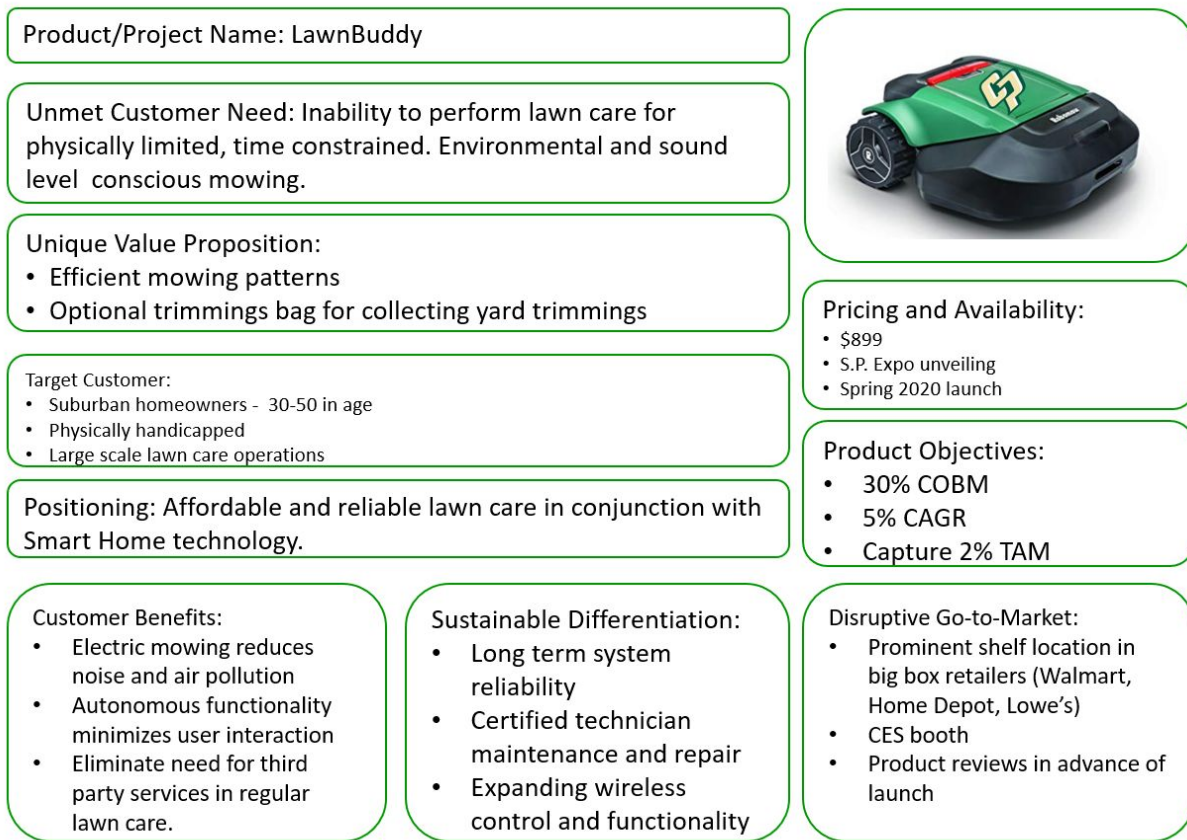 Product/Project Name: LawnBuddy
Unmet Customer Need: Inability to perform lawn care for
physically limited, time constrained. Environmental and sound
level  conscious mowing.
Unique Value Proposition:
• Efficient mowing patterns
• Optional trimmings bag for collecting yard trimmings
Target Customer:
• Suburban homeowners -  30-50 in age
• Physically handicapped
• Large scale lawn care operations
Positioning: Affordable and reliable lawn care in conjunction with
Smart Home technology.
CP
Pricing and Availability:
• $899
• S.P. Expo unveiling
• Spring 2020 launch
Product Objectives:
• 30% COBM
• 5% CAGR
• Capture 2% TAM
Customer Benefits:
• Electric mowing reduces
noise and air pollution
• Autonomous functionality
minimizes user interaction
• Eliminate need for third
party services in regular
lawn care.
Sustainable Differentiation:
• Long term system
reliability
• Certified technician
maintenance and repair
• Expanding wireless
control and functionality
Disruptive Go-to-Market:
• Prominent shelf location in
big box retailers (Walmart,
Home Depot, Lowe's)
• CES booth
• Product reviews in advance of
launch